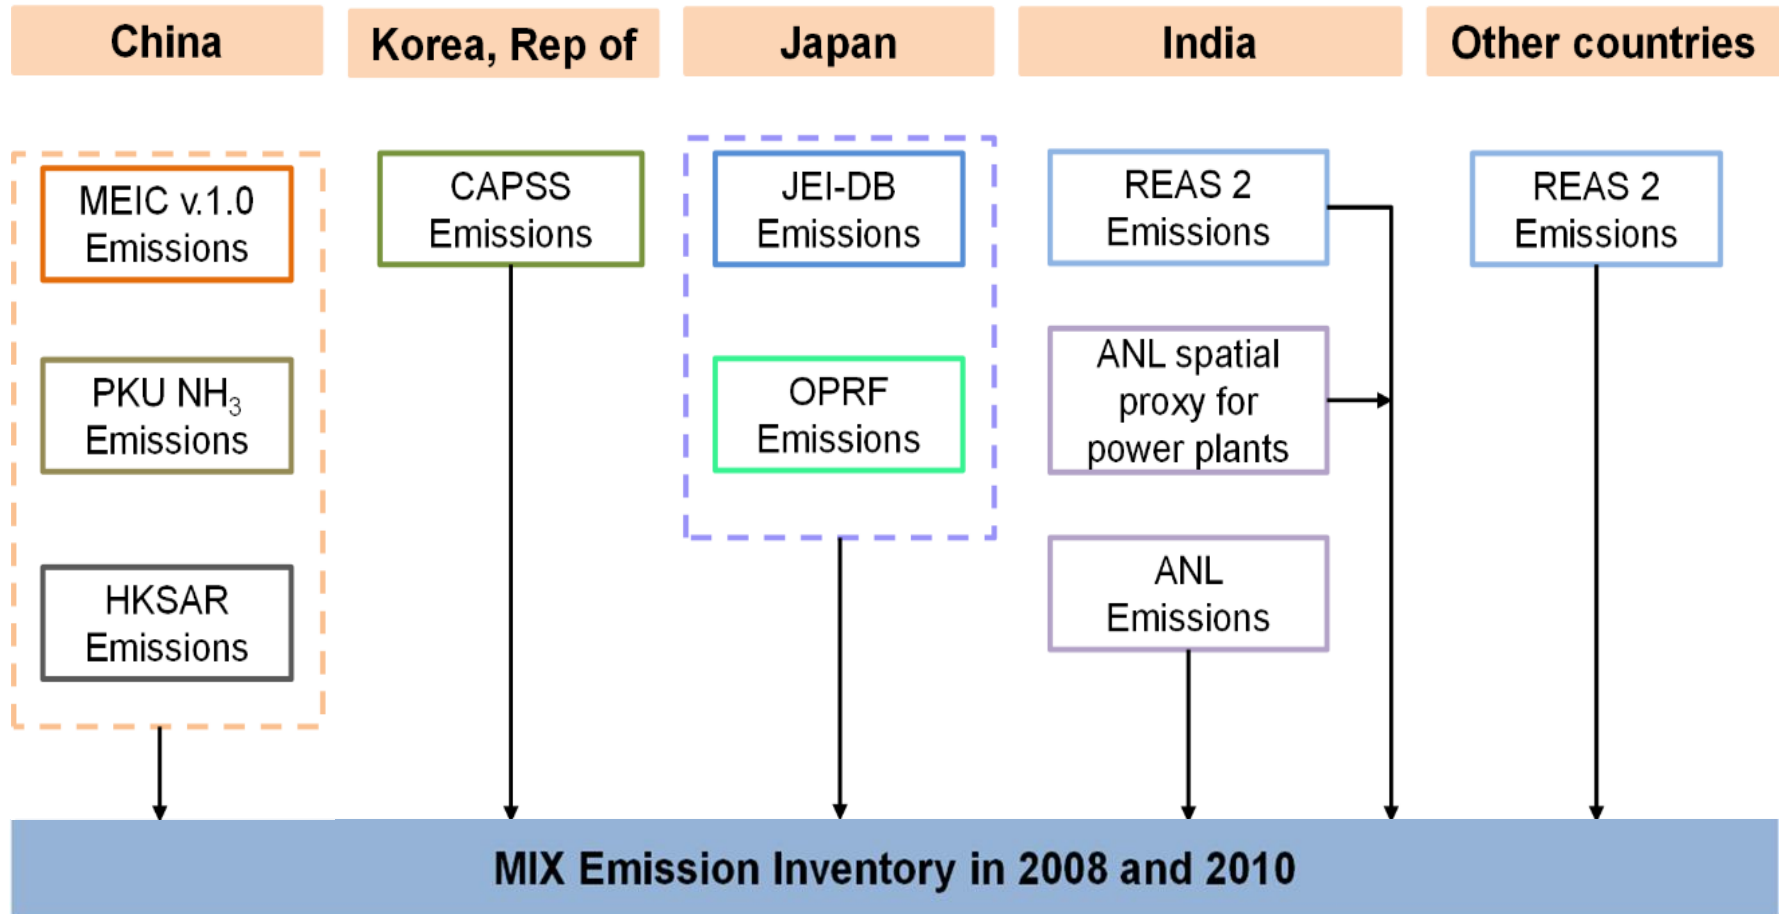 China
Korea, Rep of
Japan
India
Other countries
MEIC v.1.0
Emissions
PKU NH₃
Emissions
HKSAR
Emissions
CAPSS
Emissions
JEI-DB
Emissions
OPRF
Emissions
REAS 2
Emissions
ANL spatial
proxy for
power plants
ANL
Emissions
REAS 2
Emissions
MIX Emission Inventory in 2008 and 2010